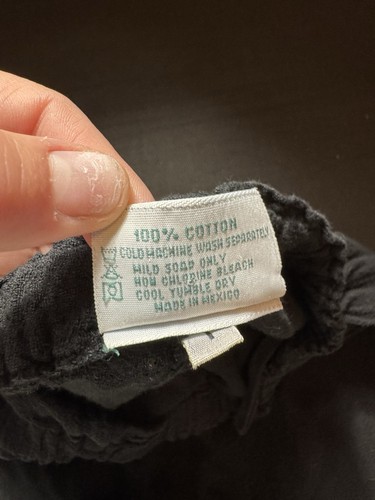 100% COTTON
COLD MACHINE WASH SEPARATELY
MILD SOAP ONLY
NON CHLORINE BLEACH
COOL TUMBLE DRY
MADE IN MEXICO